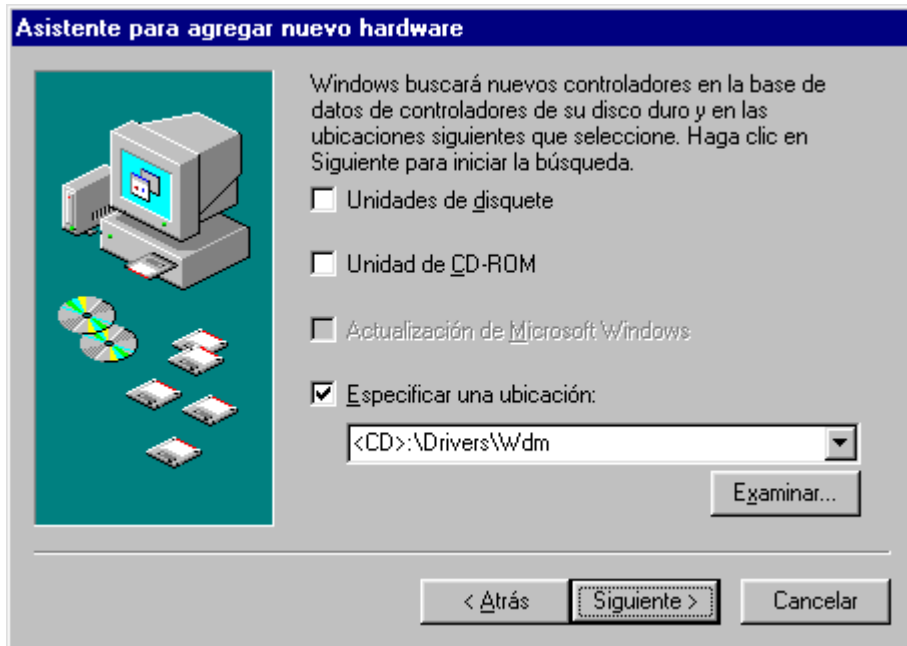 Asistente para agregar nuevo hardware
Windows buscará nuevos controladores en la base de
datos de controladores de su disco duro y en las
ubicaciones siguientes que seleccione. Haga clic en
Siguiente para iniciar la búsqueda.
Unidades de disquete
Unidad de CD-ROM
Actualización de Microsoft Windows
Especificar una ubicación:
<CD>:\Drivers\Wdm
Examinar...
< Atrás
Siguiente >
Cancelar